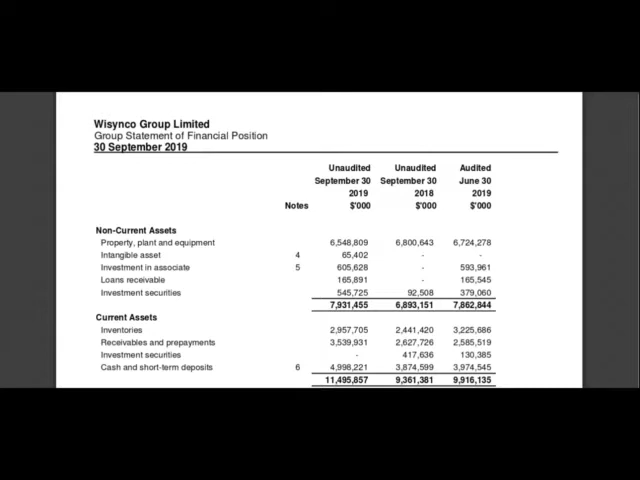 Wisynco Group Limited
Group Statement of Financial Position
30 September 2019
Unaudited Unaudited Audited
September 30 September 30 June 30
2019 2018 2019
Notes $'000 $'000 $'000
Non-Current Assets
Property, plant and equipment 6,548,809 6,800,643 6,724,278
Intangible asset 4 65,402 - -
Investment in associate 5 605,628 - 593,961
Loans receivable 165,891 - 165,545
Investment securities 545,725 92,508 379,060
7,931,455 6,893,151 7,862,844
Current Assets
Inventories 2,957,705 2,441,420 3,225,686
Receivables and prepayments 3,539,931 2,627,726 2,585,519
Investment securities - 417,636 130,385
Cash and short-term deposits 6 4,998,221 3,874,599 3,974,545
11,495,857 9,361,381 9,916,135